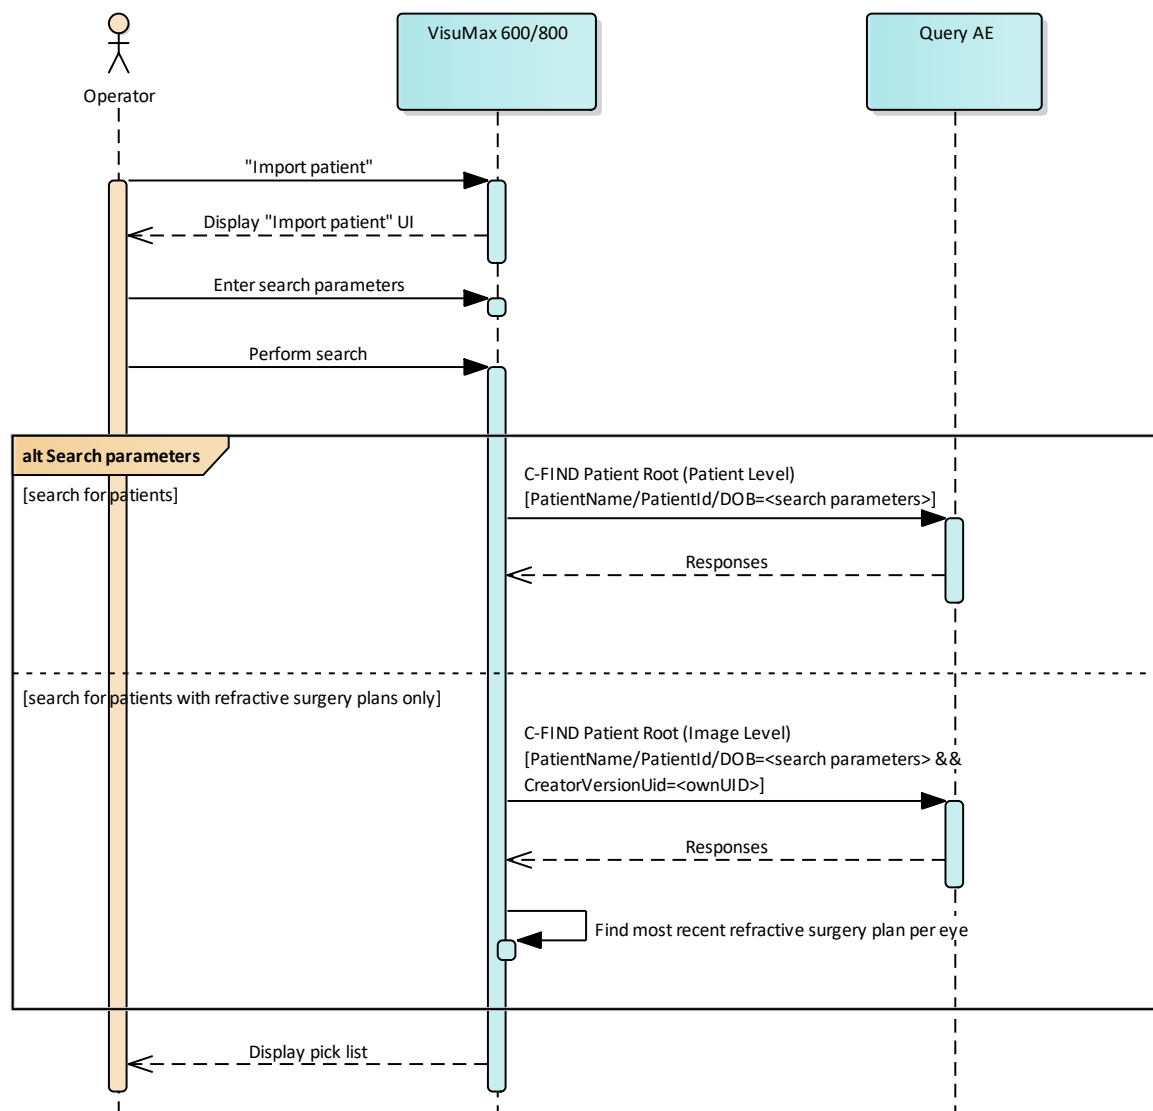 VisuMax 600/800
Query AE
Operator
"Import patient"
Display "Import patient" UI
Enter search parameters
Perform search
alt Search parameters
[search for patients]
C-FIND Patient Root (Patient Level)
[PatientName/PatientId/DOB=<search parameters>]
Responses
[search for patients with refractive surgery plans only]
C-FIND Patient Root (Image Level)
[PatientName/PatientId/DOB=<search parameters> &&
CreatorVersionUid=<ownUID>]
Responses
Find most recent refractive surgery plan per eye
Display pick list